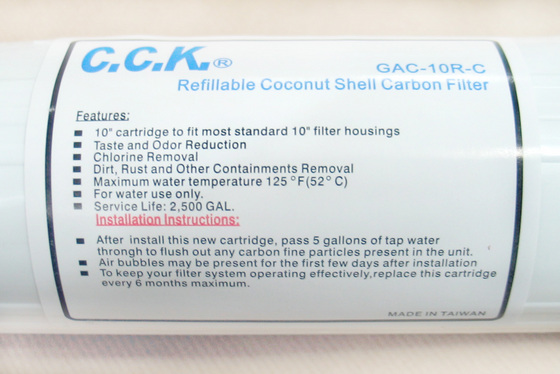 C.C.K.®
GAC-10R-C
Refillable Coconut Shell Carbon Filter
Features:
■ 10" cartridge to fit most standard 10" filter housings
■ Taste and Odor Reduction
■ Chlorine Removal
■ Dirt, Rust and Other Containments Removal
■ Maximum water temperature 125°F(52°C)
■ For water use only.
■ Service Life: 2,500 GAL.
Installation Instructions:
■ After install this new cartridge, pass 5 gallons of tap water
throngh to flush out any carbon fine particles present in the unit.
■ Air bubbles may be present for the first few days after installation
■ To keep your filter system operating effectively,replace this cartridge
every 6 months maximum.
MADE IN TAIWAN